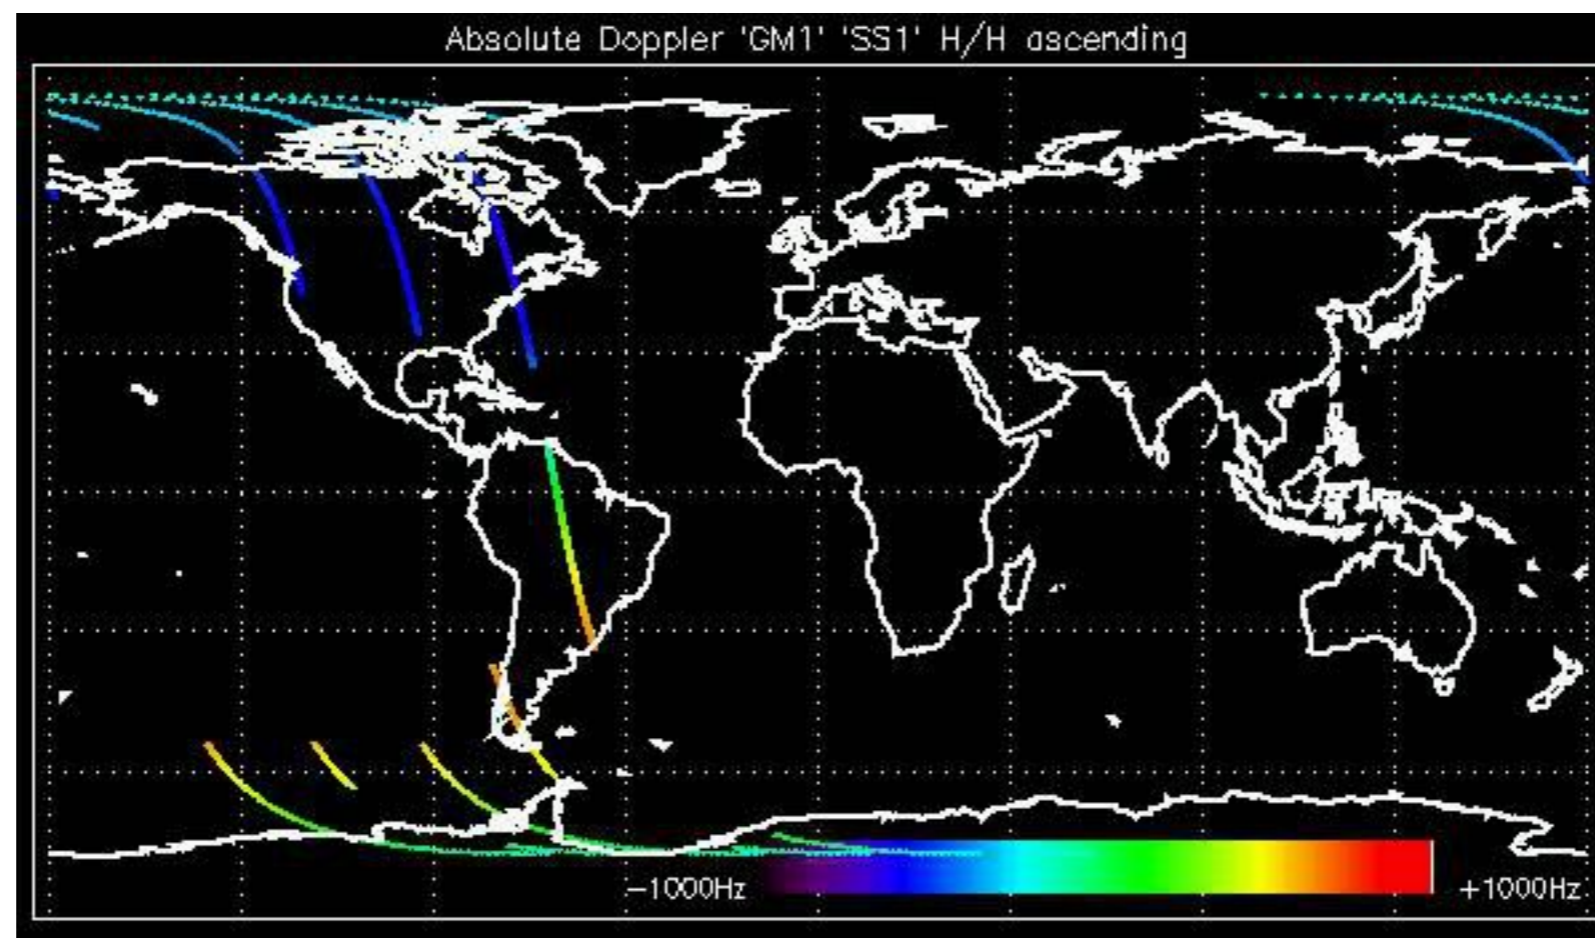 Absolute Doppler 'GM1' 'SS1' H/H ascending
−1000Hz
+1000Hz